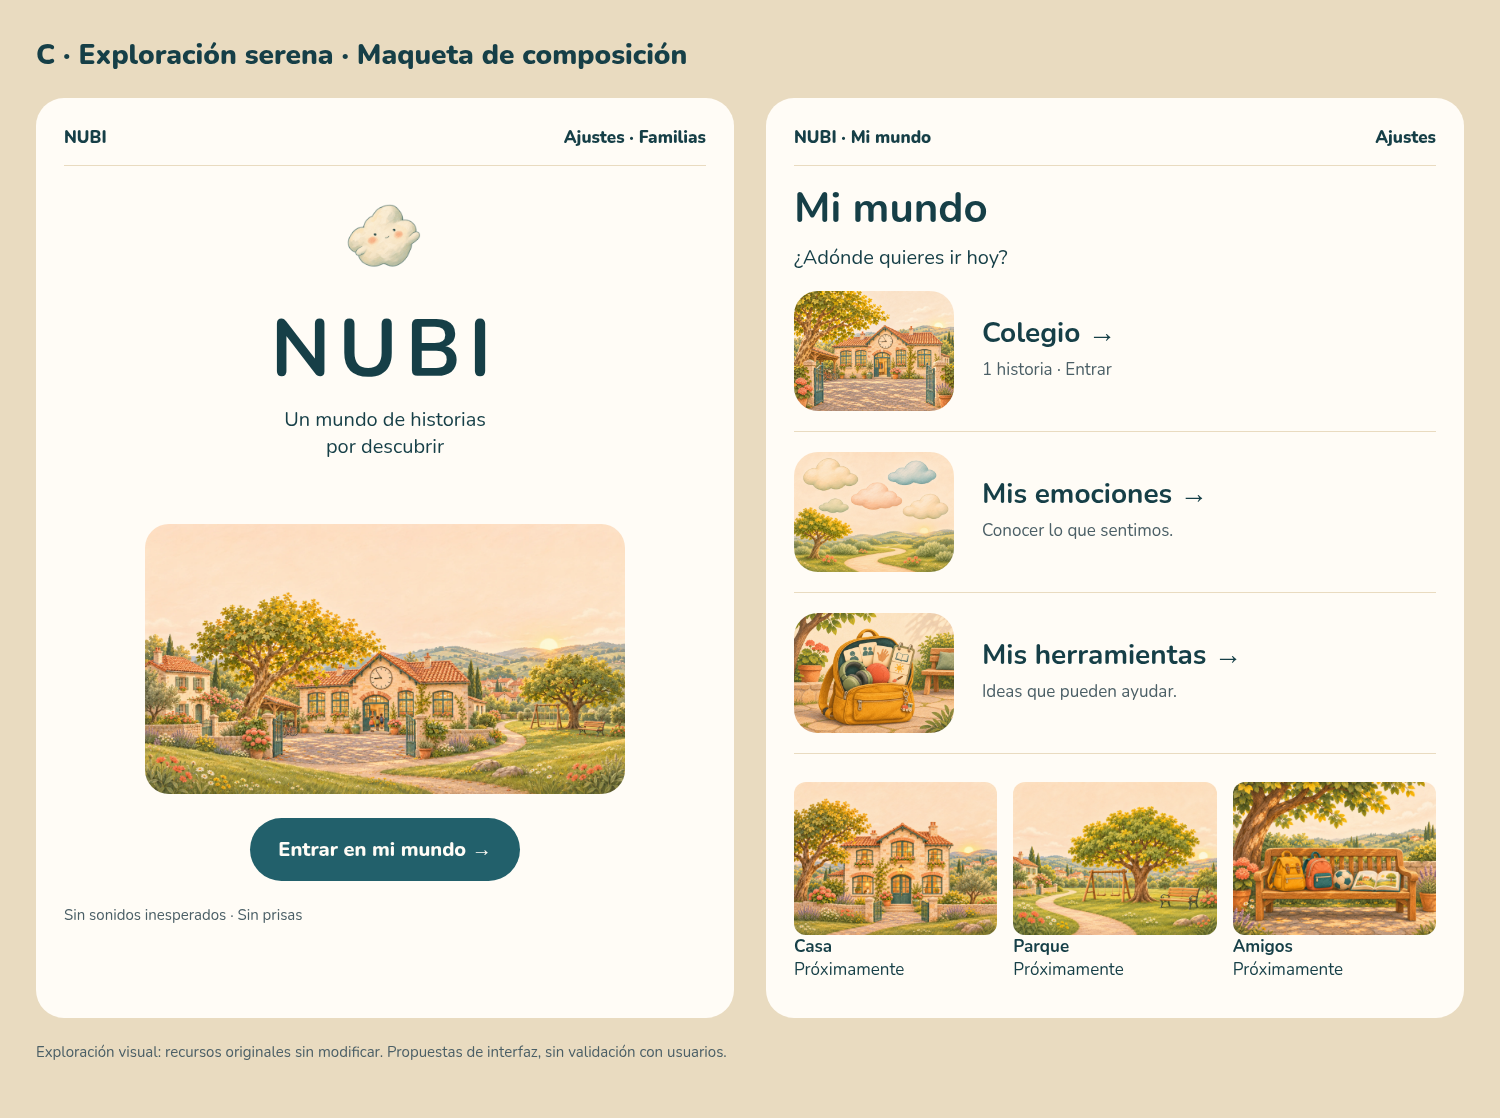 C · Exploración serena · Maqueta de composición
NUBI
Ajustes · Familias
NUBI
Un mundo de historias
por descubrir
Entrar en mi mundo →
Sin sonidos inesperados · Sin prisas
NUBI · Mi mundo
Ajustes
Mi mundo
¿Adónde quieres ir hoy?
Colegio →
1 historia · Entrar
Mis emociones →
Conocer lo que sentimos.
Mis herramientas →
Ideas que pueden ayudar.
Casa
Próximamente
Parque
Próximamente
Amigos
Próximamente
Exploración visual: recursos originales sin modificar. Propuestas de interfaz, sin validación con usuarios.